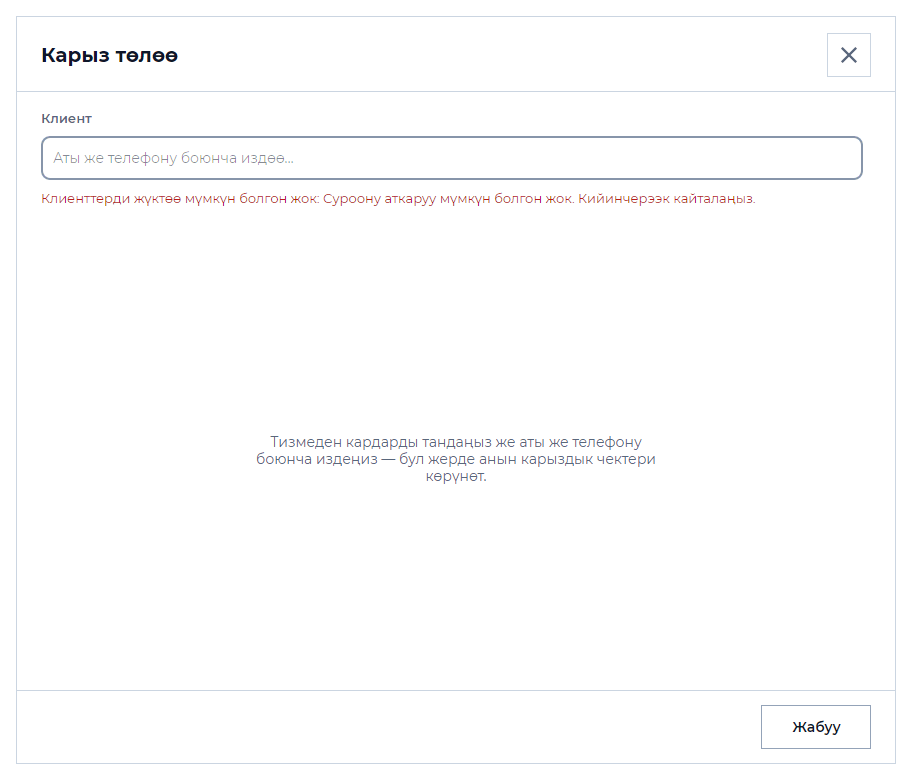 Карыз төлөө
Клиент
Аты же телефону боюнча издөө...
Клиенттерди жүктөө мүмкүн болгон жок: Суроону аткаруу мүмкүн болгон жок. Кийинчерээк кайталаңыз.
Тизмеден кардарды тандаңыз же аты же телефону
боюнча издеңиз — бул жерде анын карыздык чектери
көрүнөт.
Жабуу